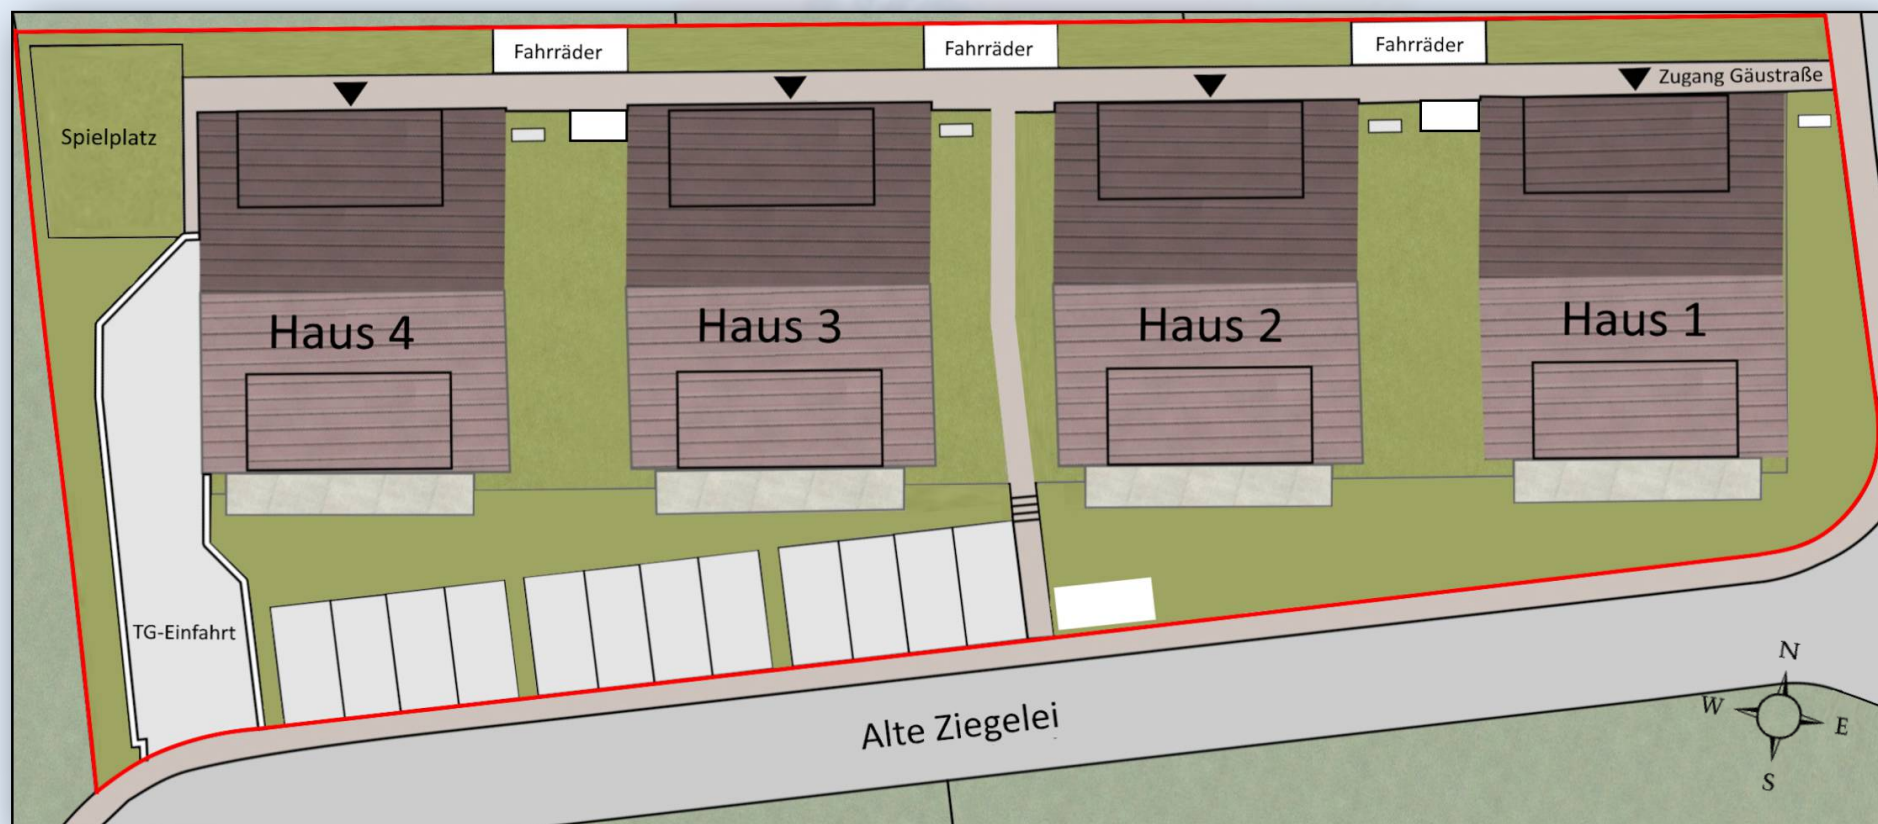 Fahrräder
Fahrräder
Fahrräder
Zugang Gäustraße
Spielplatz
Haus 4
Haus 3
Haus 2
Haus 1
TG-Einfahrt
Alte Ziegelei
N
W
E
S